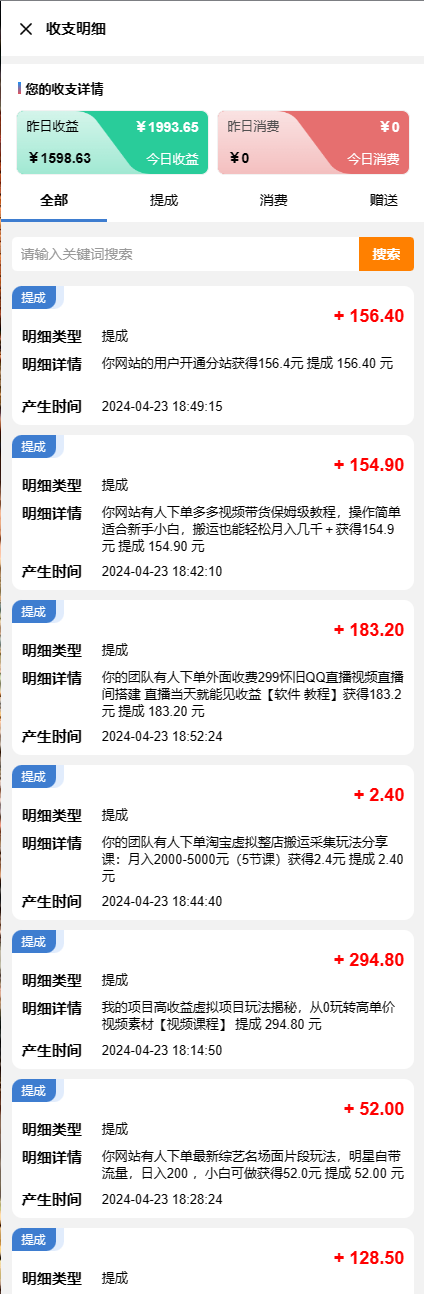 收支明细
您的收支详情
昨日收益 ￥1993.65
￥1598.63 今日收益
昨日消费 ￥0
￥0 今日消费
全部 提成 消费 赠送
请输入关键词搜索 搜索
提成
+ 156.40
明细类型 提成
明细详情 你网站的用户开通分站获得156.4元 提成 156.40 元
产生时间 2024-04-23 18:49:15
提成
+ 154.90
明细类型 提成
明细详情 你网站有人下单多多视频带货保姆级教程，操作简单
适合新手小白，搬运也能轻松月入几千＋获得154.9
元 提成 154.90 元
产生时间 2024-04-23 18:42:10
提成
+ 183.20
明细类型 提成
明细详情 你的团队有人下单外面收费299怀旧QQ直播视频直播
间搭建 直播当天就能见收益【软件 教程】获得183.2
元 提成 183.20 元
产生时间 2024-04-23 18:52:24
提成
+ 2.40
明细类型 提成
明细详情 你的团队有人下单淘宝虚拟整店搬运采集玩法分享
课：月入2000-5000元（5节课）获得2.4元 提成 2.40
元
产生时间 2024-04-23 18:44:40
提成
+ 294.80
明细类型 提成
明细详情 我的项目高收益虚拟项目玩法揭秘，从0玩转高单价
视频素材【视频课程】 提成 294.80 元
产生时间 2024-04-23 18:14:50
提成
+ 52.00
明细类型 提成
明细详情 你网站有人下单最新综艺名场面片段玩法，明星自带
流量，日入200 ，小白可做获得52.0元 提成 52.00 元
产生时间 2024-04-23 18:28:24
提成
+ 128.50
明细类型 提成